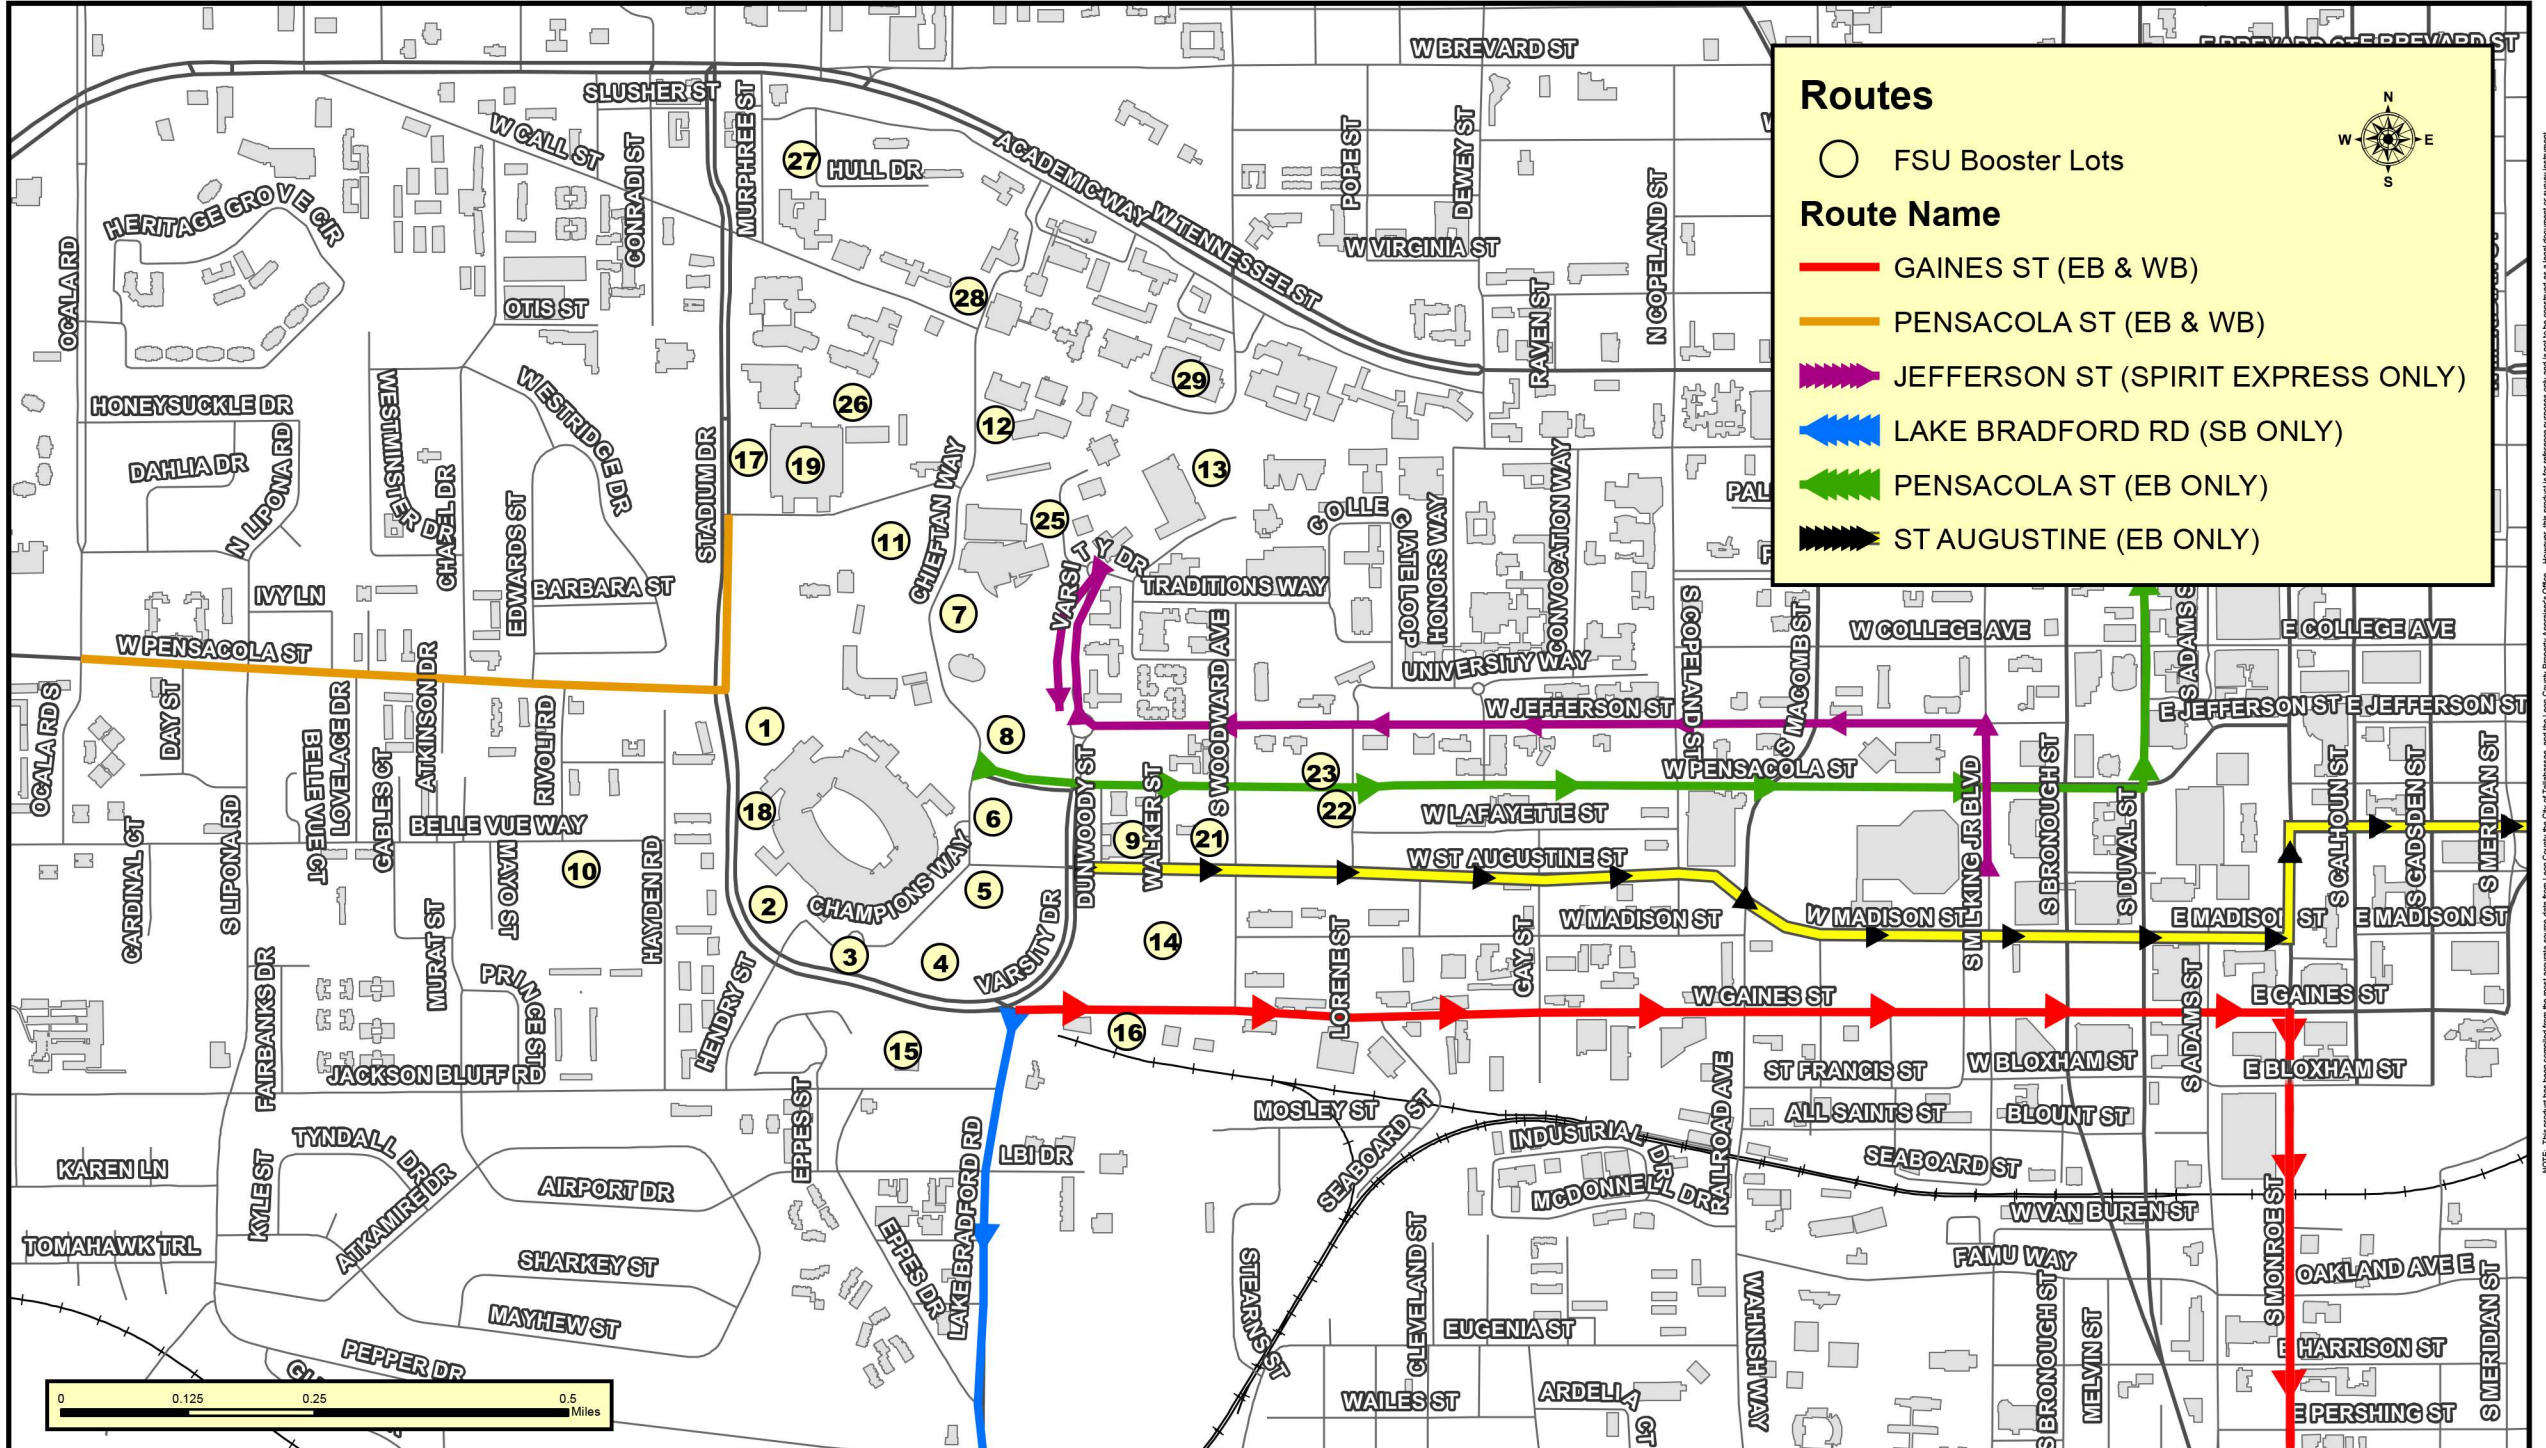 W BREVARD ST
E BREVARD ST
E BREVARD ST
SLUSHER ST
MURPHREE ST
W CALL ST
CONRADI ST
27
HULL DR
ACADEMIC WAY
W TENNESSEE ST
POPE ST
DEWEY ST
W VIRGINIA ST
N COPELAND ST
RAVEN ST
HERITAGE GROVE CIR
OCALA RD
OTIS ST
28
29
26
12
HONEYSUCKLE DR
WESTMINSTER DR
WESTRIDGE DR
DAHLIA DR
N LIPONA RD
CHAPEL DR
EDWARDS ST
STADIUM DR
17
19
13
25
11
CHIEFTAN WAY
7
VARSITY DR
TRADITIONS WAY
COLLEGIATE LOOP
HONORS WAY
CONVOCATION WAY
IVY LN
BARBARA ST
W PENSACOLA ST
Routes
FSU Booster Lots
Route Name
GAINES ST (EB & WB)
PENSACOLA ST (EB & WB)
JEFFERSON ST (SPIRIT EXPRESS ONLY)
LAKE BRADFORD RD (SB ONLY)
PENSACOLA ST (EB ONLY)
ST AUGUSTINE (EB ONLY)
N
W
E
S
W COLLEGE AVE
E COLLEGE AVE
S ADAMS S
UNIVERSITY WAY
S COPELAND ST
S MACOMB ST
W JEFFERSON ST
E JEFFERSON ST
E JEFFERSON ST
OCALA RD S
DAY ST
BELLE VUE CT
LOVELACE DR
GABLES CT
ATKINSON DR
RIVOLI RD
BELLE VUE WAY
1
8
18
6
23
22
9
21
10
2
3
4
5
14
15
16
CHAMPIONS WAY
DUNWOODY ST
WALKER ST
S WOODWARD AVE
W PENSACOLA ST
W LAFAYETTE ST
W ST AUGUSTINE ST
W MADISON ST
W MADISON ST
E MADISON ST
E MADISON ST
S M L KING JR BLVD
S BRONOUGH ST
S DUVAL ST
S CALHOUN ST
S GADSDEN ST
S MERIDIAN ST
CARDINAL CT
S LIPONA RD
FAIRBANKS DR
MURAT ST
MAYO ST
PRINCE ST
HAYDEN RD
HENDRY ST
VARSITY DR
LORENE ST
GAY ST
W GAINES ST
E GAINES ST
S ADAMS ST
JACKSON BLUFF RD
ST FRANCIS ST
W BLOXHAM ST
E BLOXHAM ST
MOSLEY ST
SEABOARD ST
ALL SAINTS ST
BLOUNT ST
INDUSTRIAL DR
MCDONNELL DR
RAILROAD AVE
SEABOARD ST
W VAN BUREN ST
FAMU WAY
KAREN LN
KYLE ST
TYNDALL DR
ATKAMIRE DR
AIRPORT DR
EPPES ST
EPPES DR
LAKE BRADFORD RD
LBI DR
TOMAHAWK TRL
SHARKEY ST
MAYHEW ST
PEPPER DR
STEARNS ST
CLEVELAND ST
EUGENIA ST
WAILES ST
ARDELIA CT
WAHNISH WAY
S BRONOUGH ST
MELVIN ST
S MONROE ST
OAKLAND AVE E
E HARRISON ST
S MERIDIAN ST
E PERSHING ST
0
0.125
0.25
0.5
Miles